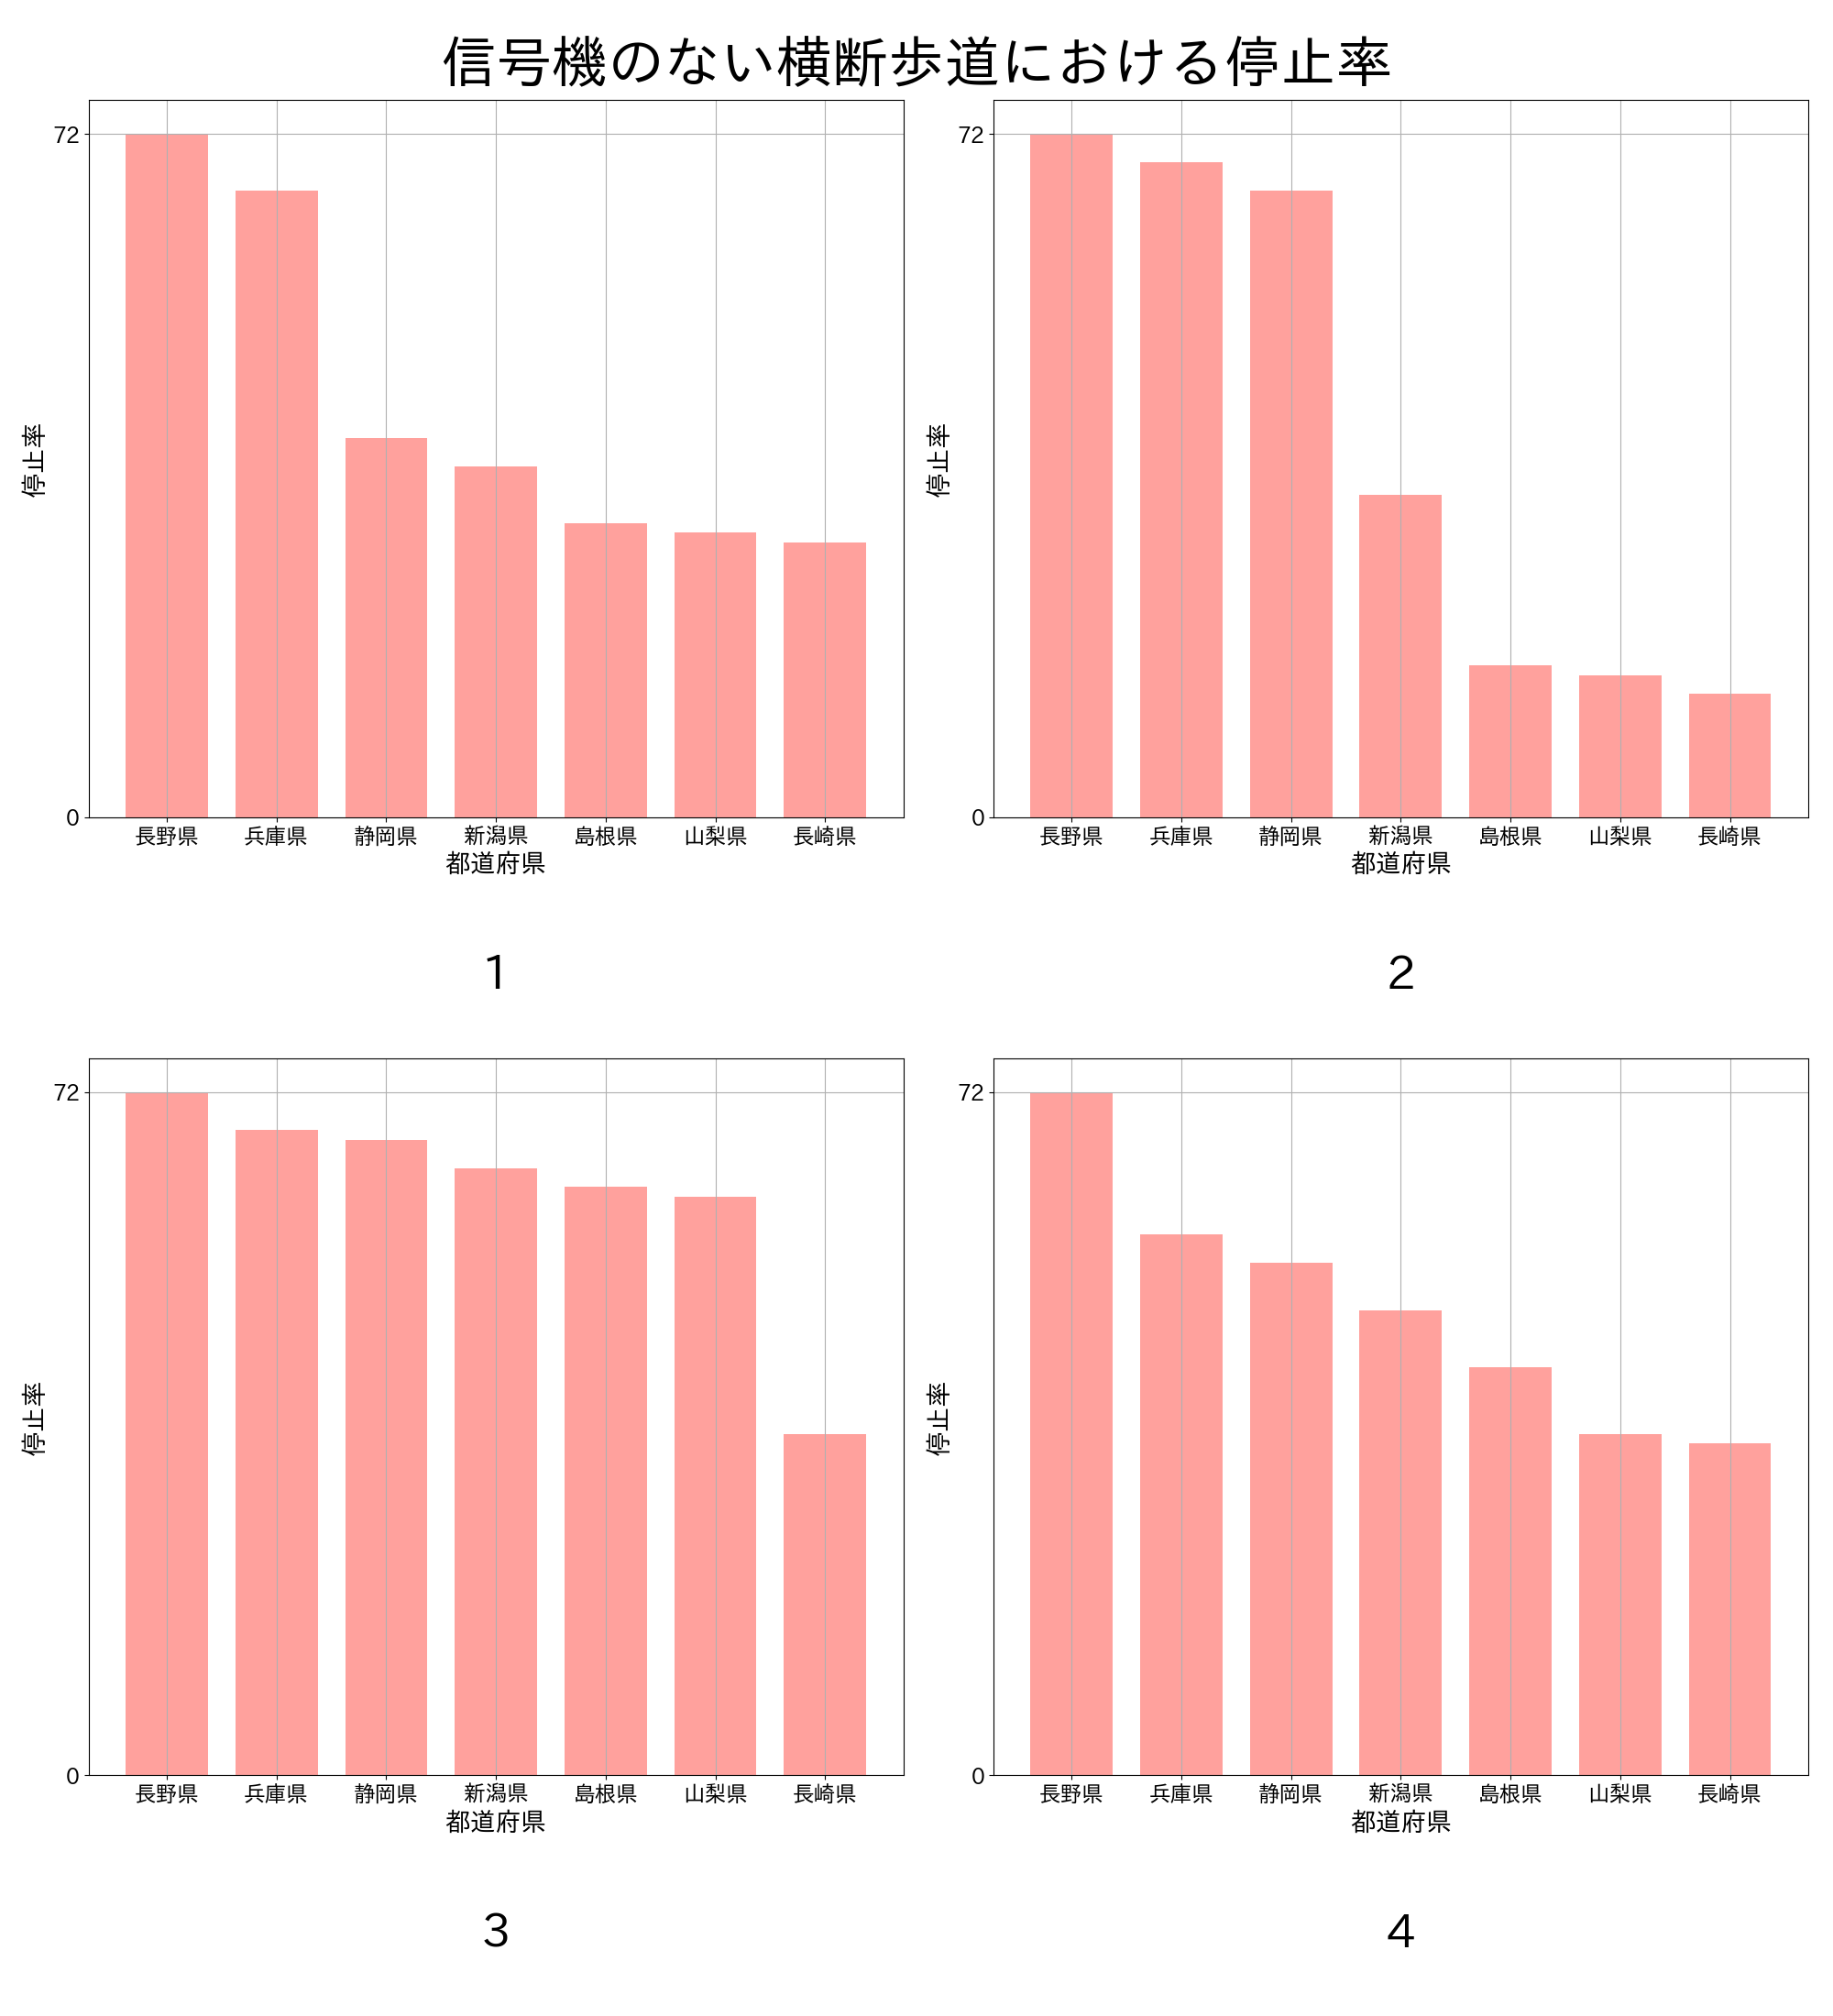 信号機のない横断歩道における停止率
72
停止率
0
長野県 兵庫県 静岡県 新潟県 島根県 山梨県 長崎県
都道府県
1
72
停止率
0
長野県 兵庫県 静岡県 新潟県 島根県 山梨県 長崎県
都道府県
2
72
停止率
0
長野県 兵庫県 静岡県 新潟県 島根県 山梨県 長崎県
都道府県
3
72
停止率
0
長野県 兵庫県 静岡県 新潟県 島根県 山梨県 長崎県
都道府県
4